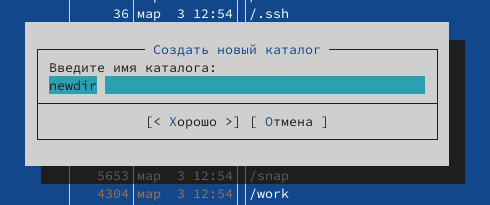 36 мар 3 12:54 /.ssh
Создать новый каталог
Введите имя каталога:
newdir
[< Хорошо >] [ Отмена ]
5653 мар 3 12:54 /snap
4304 мар 3 12:54 /work